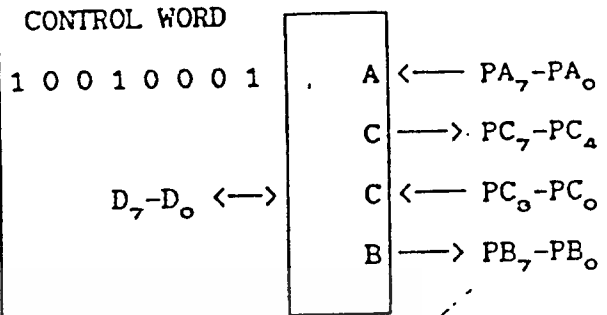 CONTROL WORD
1 0 0 1 0 0 0 1 A <—— PA₇-PA₀
C ——> PC₇-PC₄
D₇-D₀ <—> C <—— PC₃-PC₀
B ——> PB₇-PB₀